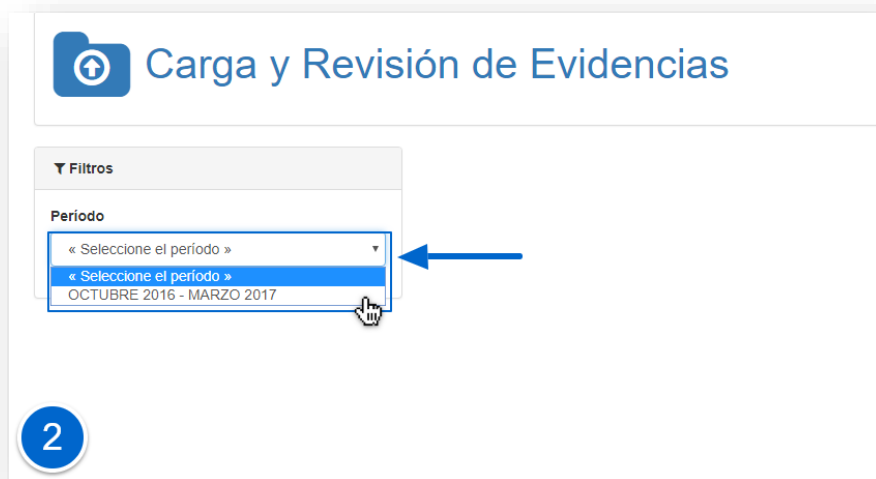 Carga y Revisión de Evidencias
Filtros
Período
« Seleccione el período »
« Seleccione el período »
OCTUBRE 2016 - MARZO 2017
2